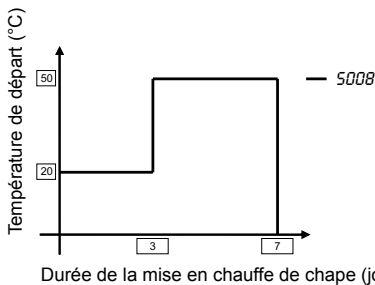 Température de départ (°C)
50
S008
20
3
7
Durée de la mise en chauffe de chape (jo